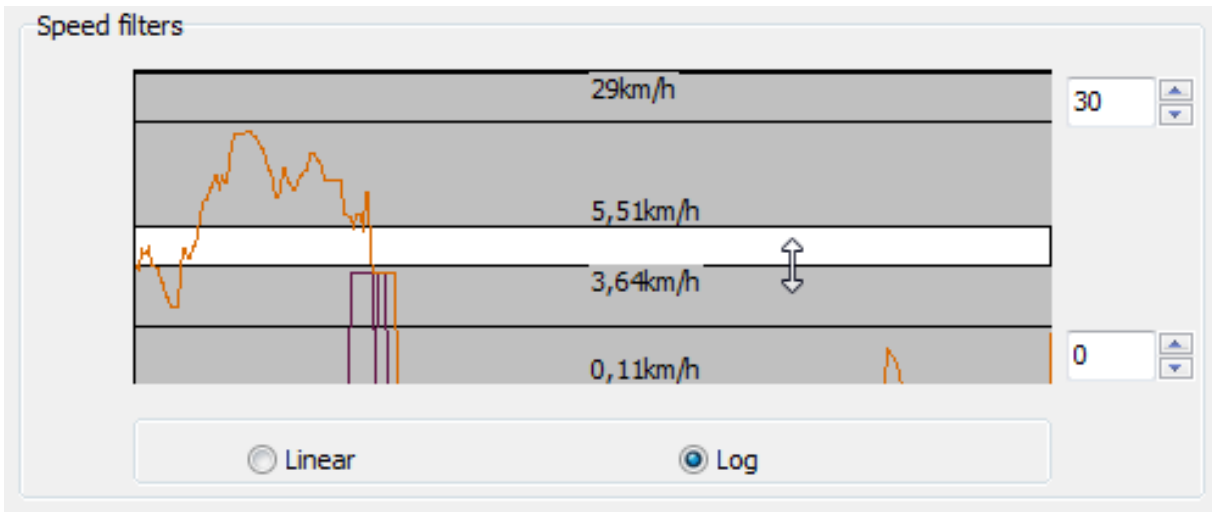 Speed filters
29km/h
30
5,51km/h
3,64km/h
0,11km/h
0
Linear
Log